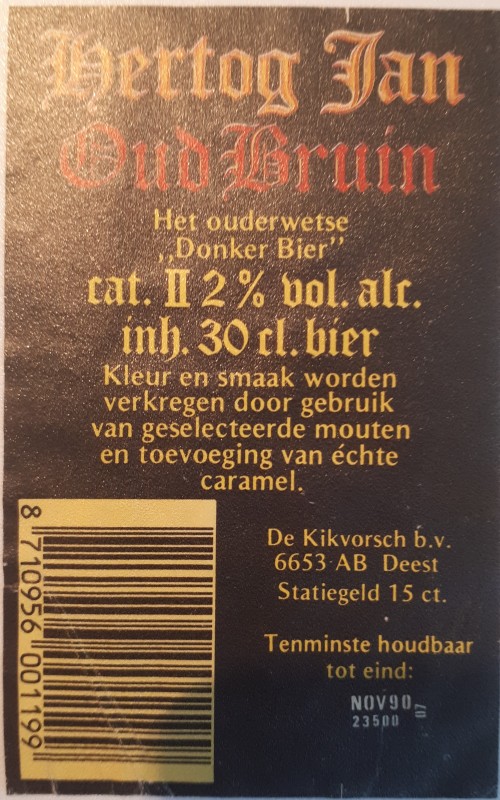 Hertog Jan
Oud Bruin
Het ouderwetse
,,Donker Bier''
cat. II 2% vol. alc.
inh. 30 cl. bier
Kleur en smaak worden
verkregen door gebruik
van geselecteerde mouten
en toevoeging van échte
caramel.
De Kikvorsch b.v.
6653 AB Deest
Statiegeld 15 ct.
Tenminste houdbaar
tot eind:
NOV90
23500
07
8 710956 001199